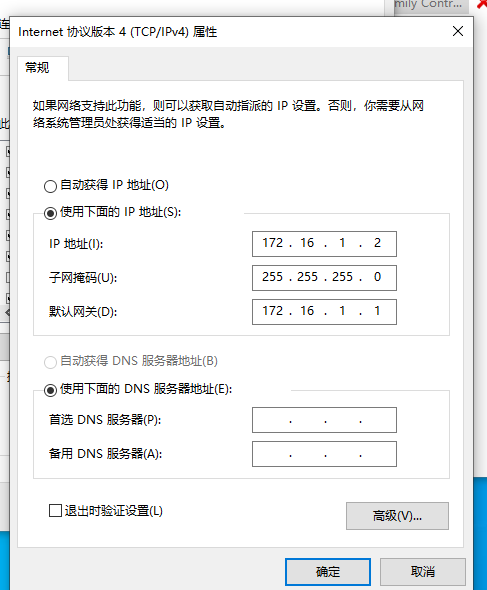 mily Contr...
Internet 协议版本 4 (TCP/IPv4) 属性
常规
如果网络支持此功能，则可以获取自动指派的 IP 设置。否则，你需要从网
络系统管理员处获得适当的 IP 设置。
自动获得 IP 地址(O)
使用下面的 IP 地址(S):
IP 地址(I): 172 . 16 . 1 . 2
子网掩码(U): 255 . 255 . 255 . 0
默认网关(D): 172 . 16 . 1 . 1
自动获得 DNS 服务器地址(B)
使用下面的 DNS 服务器地址(E):
首选 DNS 服务器(P): . . .
备用 DNS 服务器(A): . . .
退出时验证设置(L)
高级(V)...
确定
取消